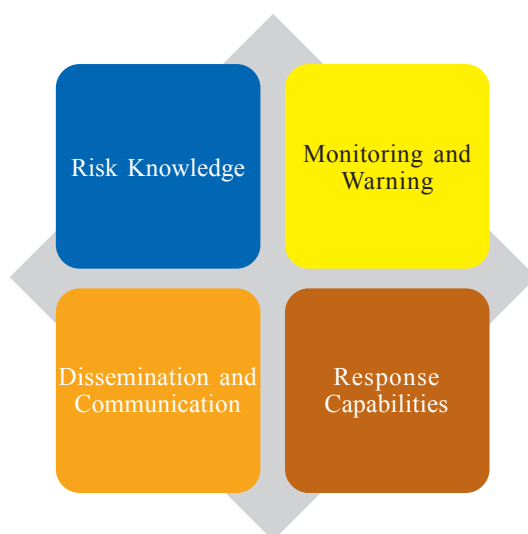 Risk Knowledge
Monitoring and
Warning
Dissemination and
Communication
Response
Capabilities